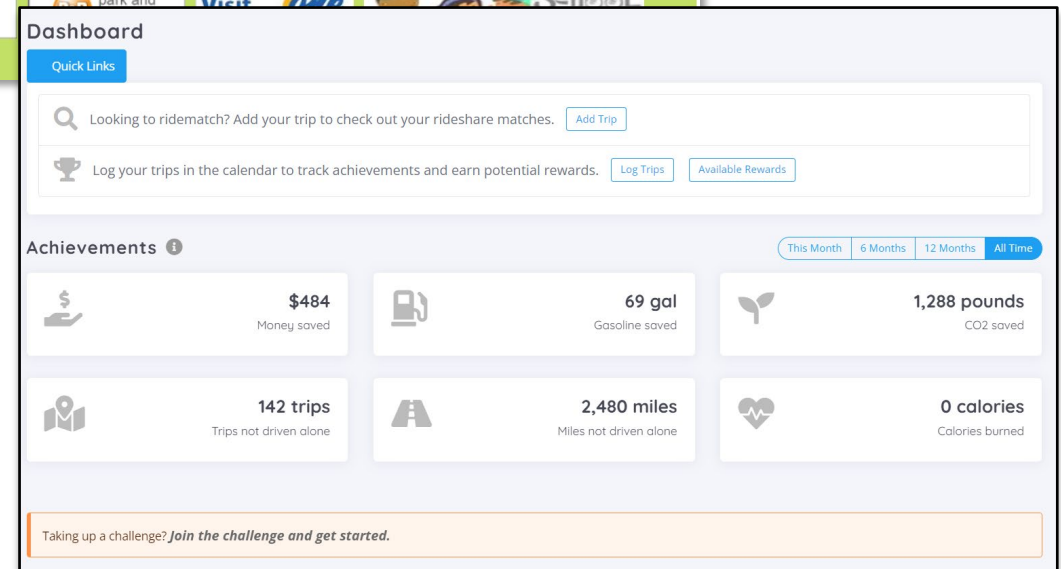 park and
Visit
Dashboard
Quick Links
Looking to ridematch? Add your trip to check out your rideshare matches. Add Trip
Log your trips in the calendar to track achievements and earn potential rewards. Log Trips Available Rewards
Achievements
This Month 6 Months 12 Months All Time
$484
Money saved
69 gal
Gasoline saved
1,288 pounds
CO2 saved
142 trips
Trips not driven alone
2,480 miles
Miles not driven alone
0 calories
Calories burned
Taking up a challenge? Join the challenge and get started.